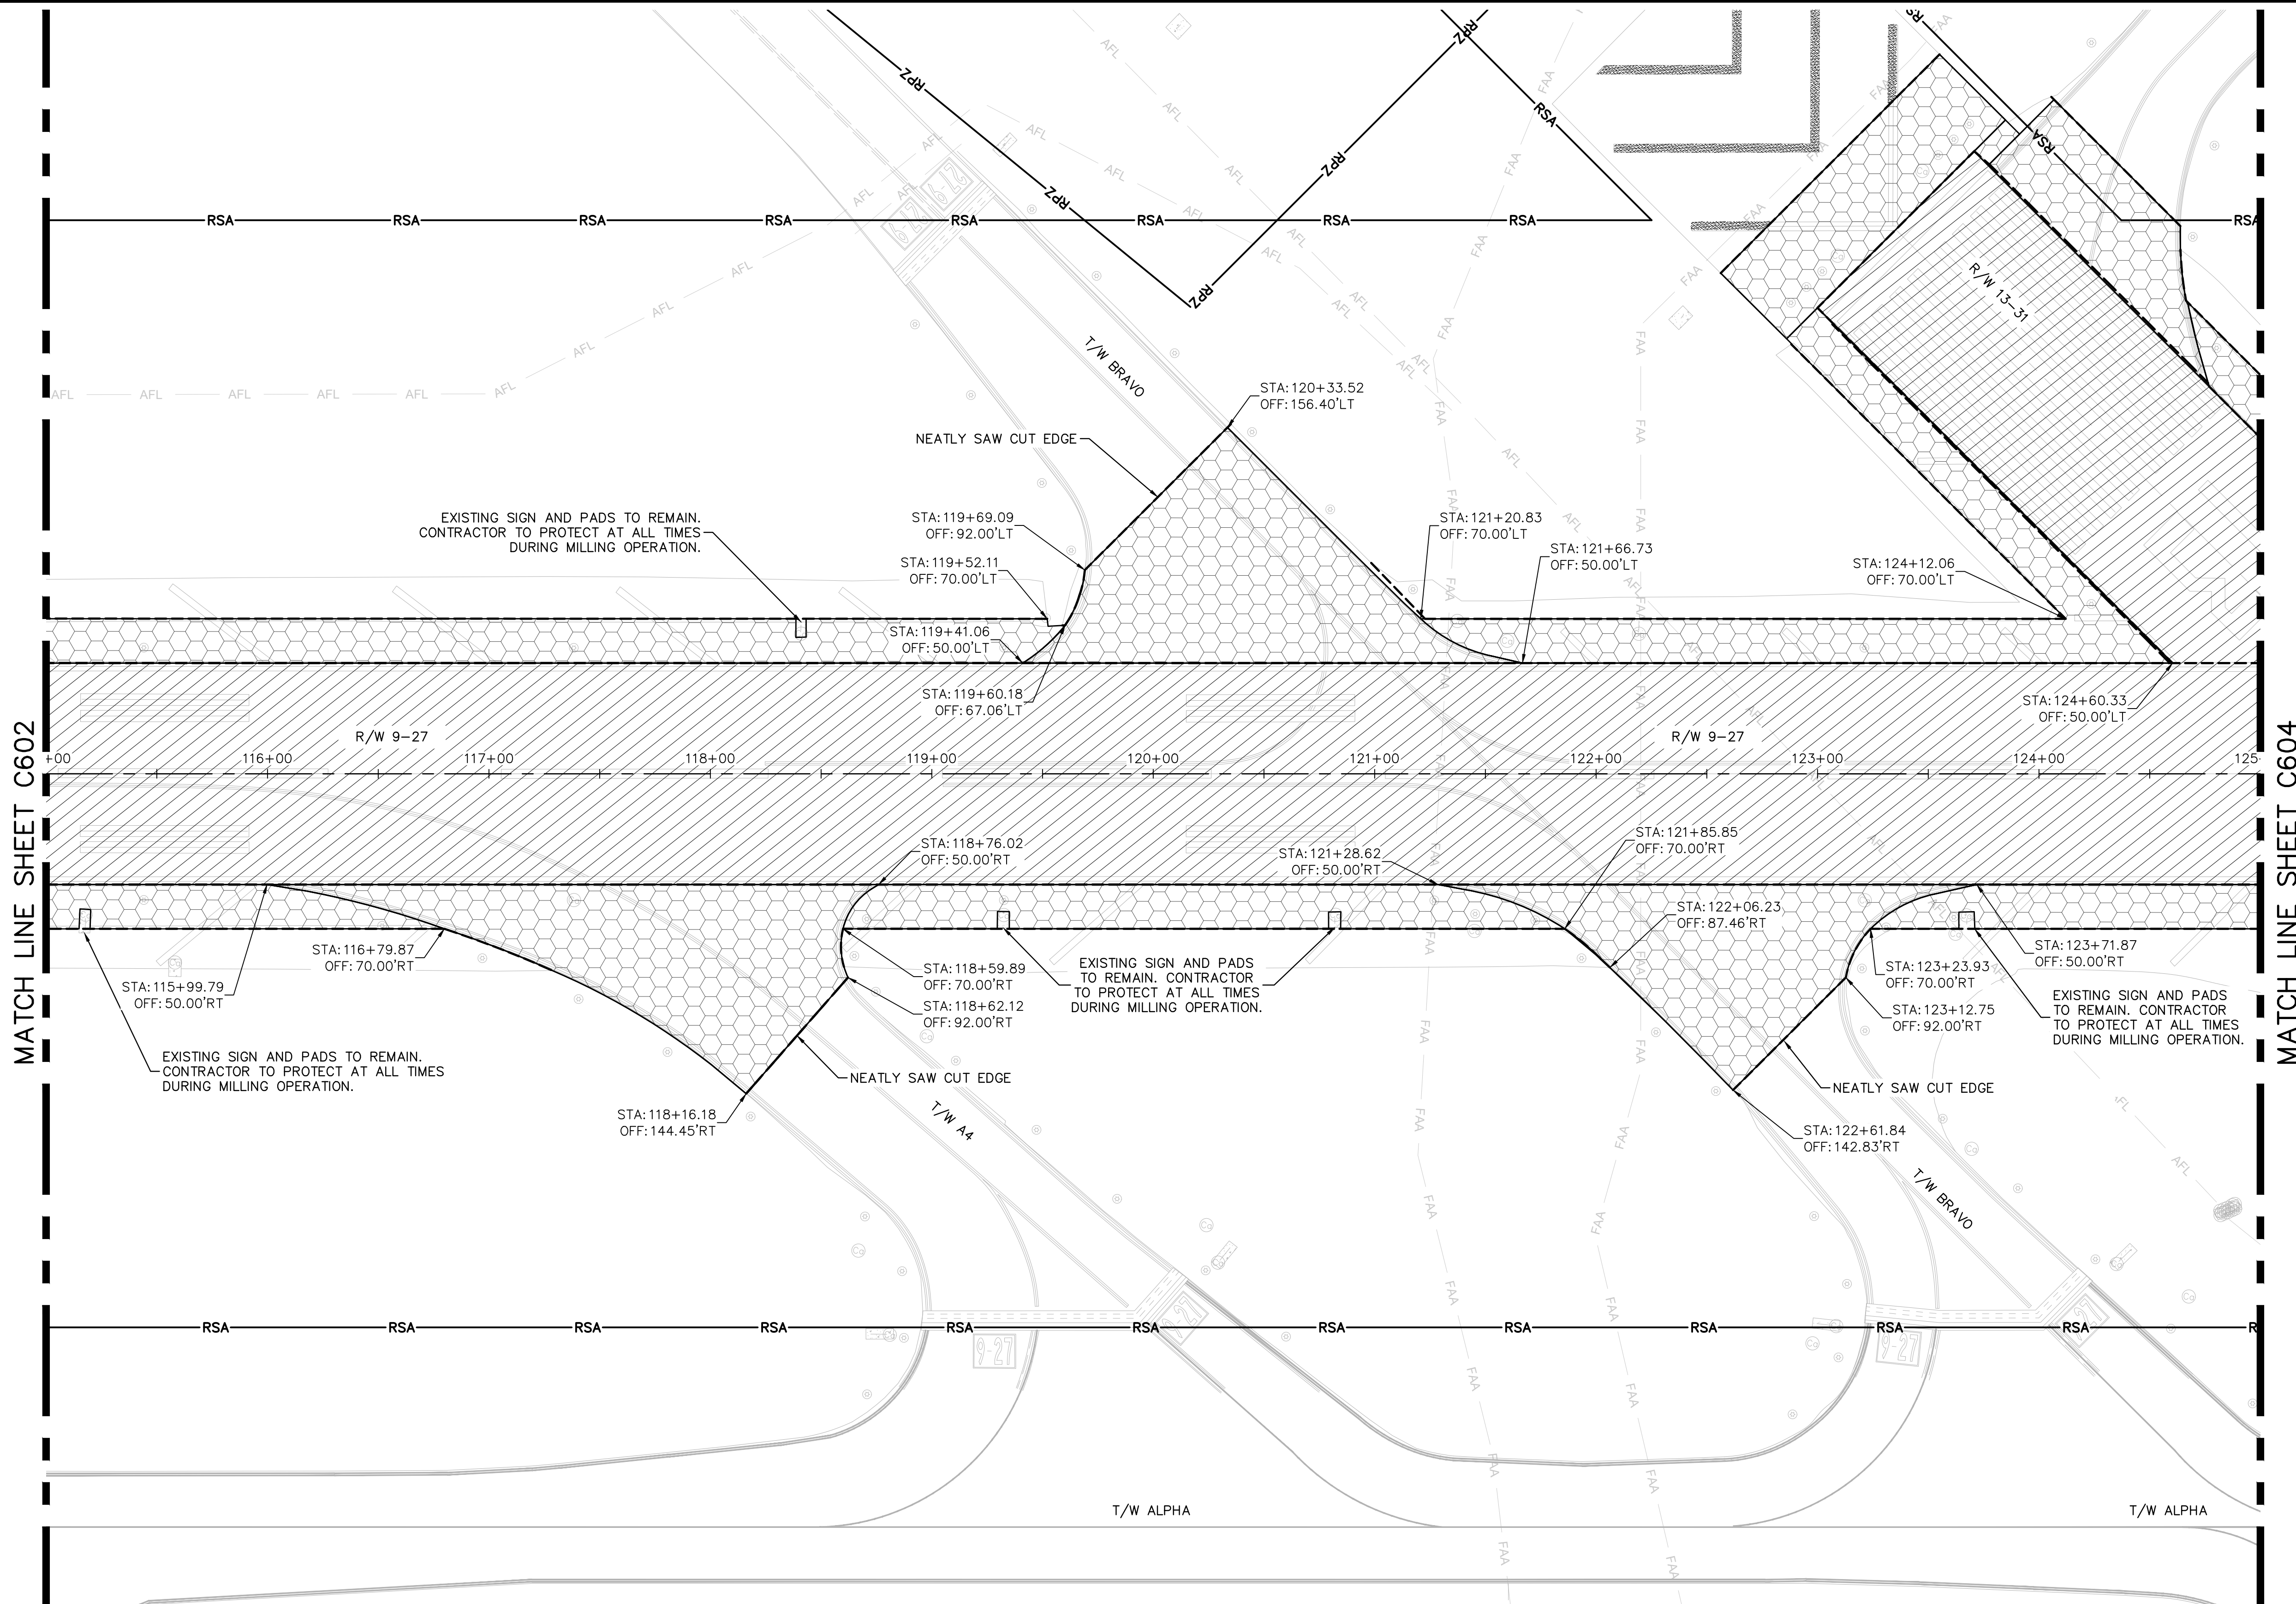 MATCH LINE SHEET C602
MATCH LINE SHEET C604
RPZ
RPZ
RPZ
RPZ
RPZ
RSA
RSA
RSA RSA RSA RSA RSA RSA RSA RSA RSA
R/W 13-31
T/W BRAVO
STA:120+33.52
OFF:156.40'LT
NEATLY SAW CUT EDGE
EXISTING SIGN AND PADS TO REMAIN.
CONTRACTOR TO PROTECT AT ALL TIMES
DURING MILLING OPERATION.
STA:119+69.09
OFF:92.00'LT
STA:119+52.11
OFF:70.00'LT
STA:121+20.83
OFF:70.00'LT
STA:121+66.73
OFF:50.00'LT
STA:124+12.06
OFF:70.00'LT
STA:119+41.06
OFF:50.00'LT
STA:119+60.18
OFF:67.06'LT
STA:124+60.33
OFF:50.00'LT
R/W 9-27
R/W 9-27
+00 116+00 117+00 118+00 119+00 120+00 121+00 122+00 123+00 124+00 125
STA:118+76.02
OFF:50.00'RT
STA:121+28.62
OFF:50.00'RT
STA:121+85.85
OFF:70.00'RT
STA:122+06.23
OFF:87.46'RT
STA:116+79.87
OFF:70.00'RT
STA:115+99.79
OFF:50.00'RT
STA:118+59.89
OFF:70.00'RT
STA:118+62.12
OFF:92.00'RT
EXISTING SIGN AND PADS
TO REMAIN. CONTRACTOR
TO PROTECT AT ALL TIMES
DURING MILLING OPERATION.
STA:123+71.87
OFF:50.00'RT
STA:123+23.93
OFF:70.00'RT
STA:123+12.75
OFF:92.00'RT
EXISTING SIGN AND PADS
TO REMAIN. CONTRACTOR
TO PROTECT AT ALL TIMES
DURING MILLING OPERATION.
EXISTING SIGN AND PADS TO REMAIN.
CONTRACTOR TO PROTECT AT ALL TIMES
DURING MILLING OPERATION.
NEATLY SAW CUT EDGE
NEATLY SAW CUT EDGE
STA:118+16.18
OFF:144.45'RT
STA:122+61.84
OFF:142.83'RT
T/W A4
T/W BRAVO
RSA RSA RSA RSA RSA RSA RSA RSA RSA RSA RSA
9-27
9-27
9-27
9-27
T/W ALPHA
T/W ALPHA
AFL AFL AFL AFL AFL AFL
FAA FAA FAA FAA FAA FAA